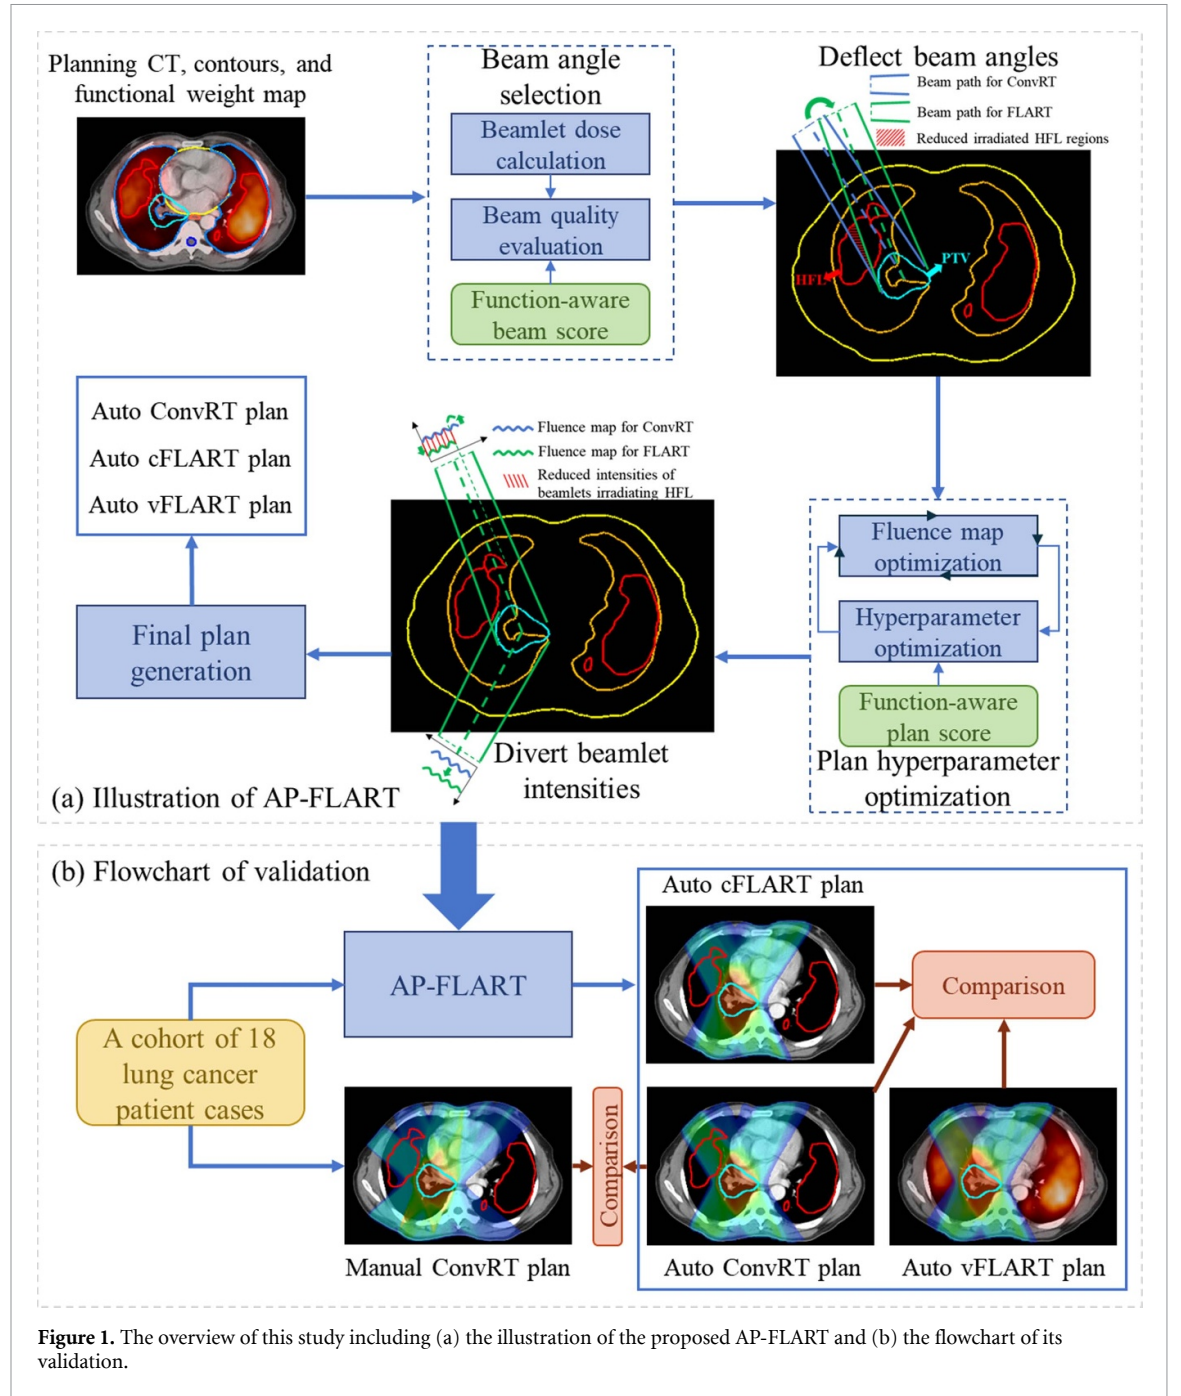 Planning CT, contours, and
functional weight map
Beam angle
selection
Beamlet dose
calculation
Beam quality
evaluation
Function-aware
beam score
Deflect beam angles
Beam path for ConvRT
Beam path for FLART
Reduced irradiated HFL regions
HFL
PTV
Auto ConvRT plan
Auto cFLART plan
Auto vFLART plan
Fluence map for ConvRT
Fluence map for FLART
Reduced intensities of
beamlets irradiating HFL
Fluence map
optimization
Hyperparameter
optimization
Function-aware
plan score
Plan hyperparameter
optimization
Final plan
generation
Divert beamlet
intensities
(a) Illustration of AP-FLART
(b) Flowchart of validation
Auto cFLART plan
AP-FLART
Comparison
A cohort of 18
lung cancer
patient cases
Comparison
Manual ConvRT plan
Auto ConvRT plan
Auto vFLART plan
Figure 1. The overview of this study including (a) the illustration of the proposed AP-FLART and (b) the flowchart of its
validation.